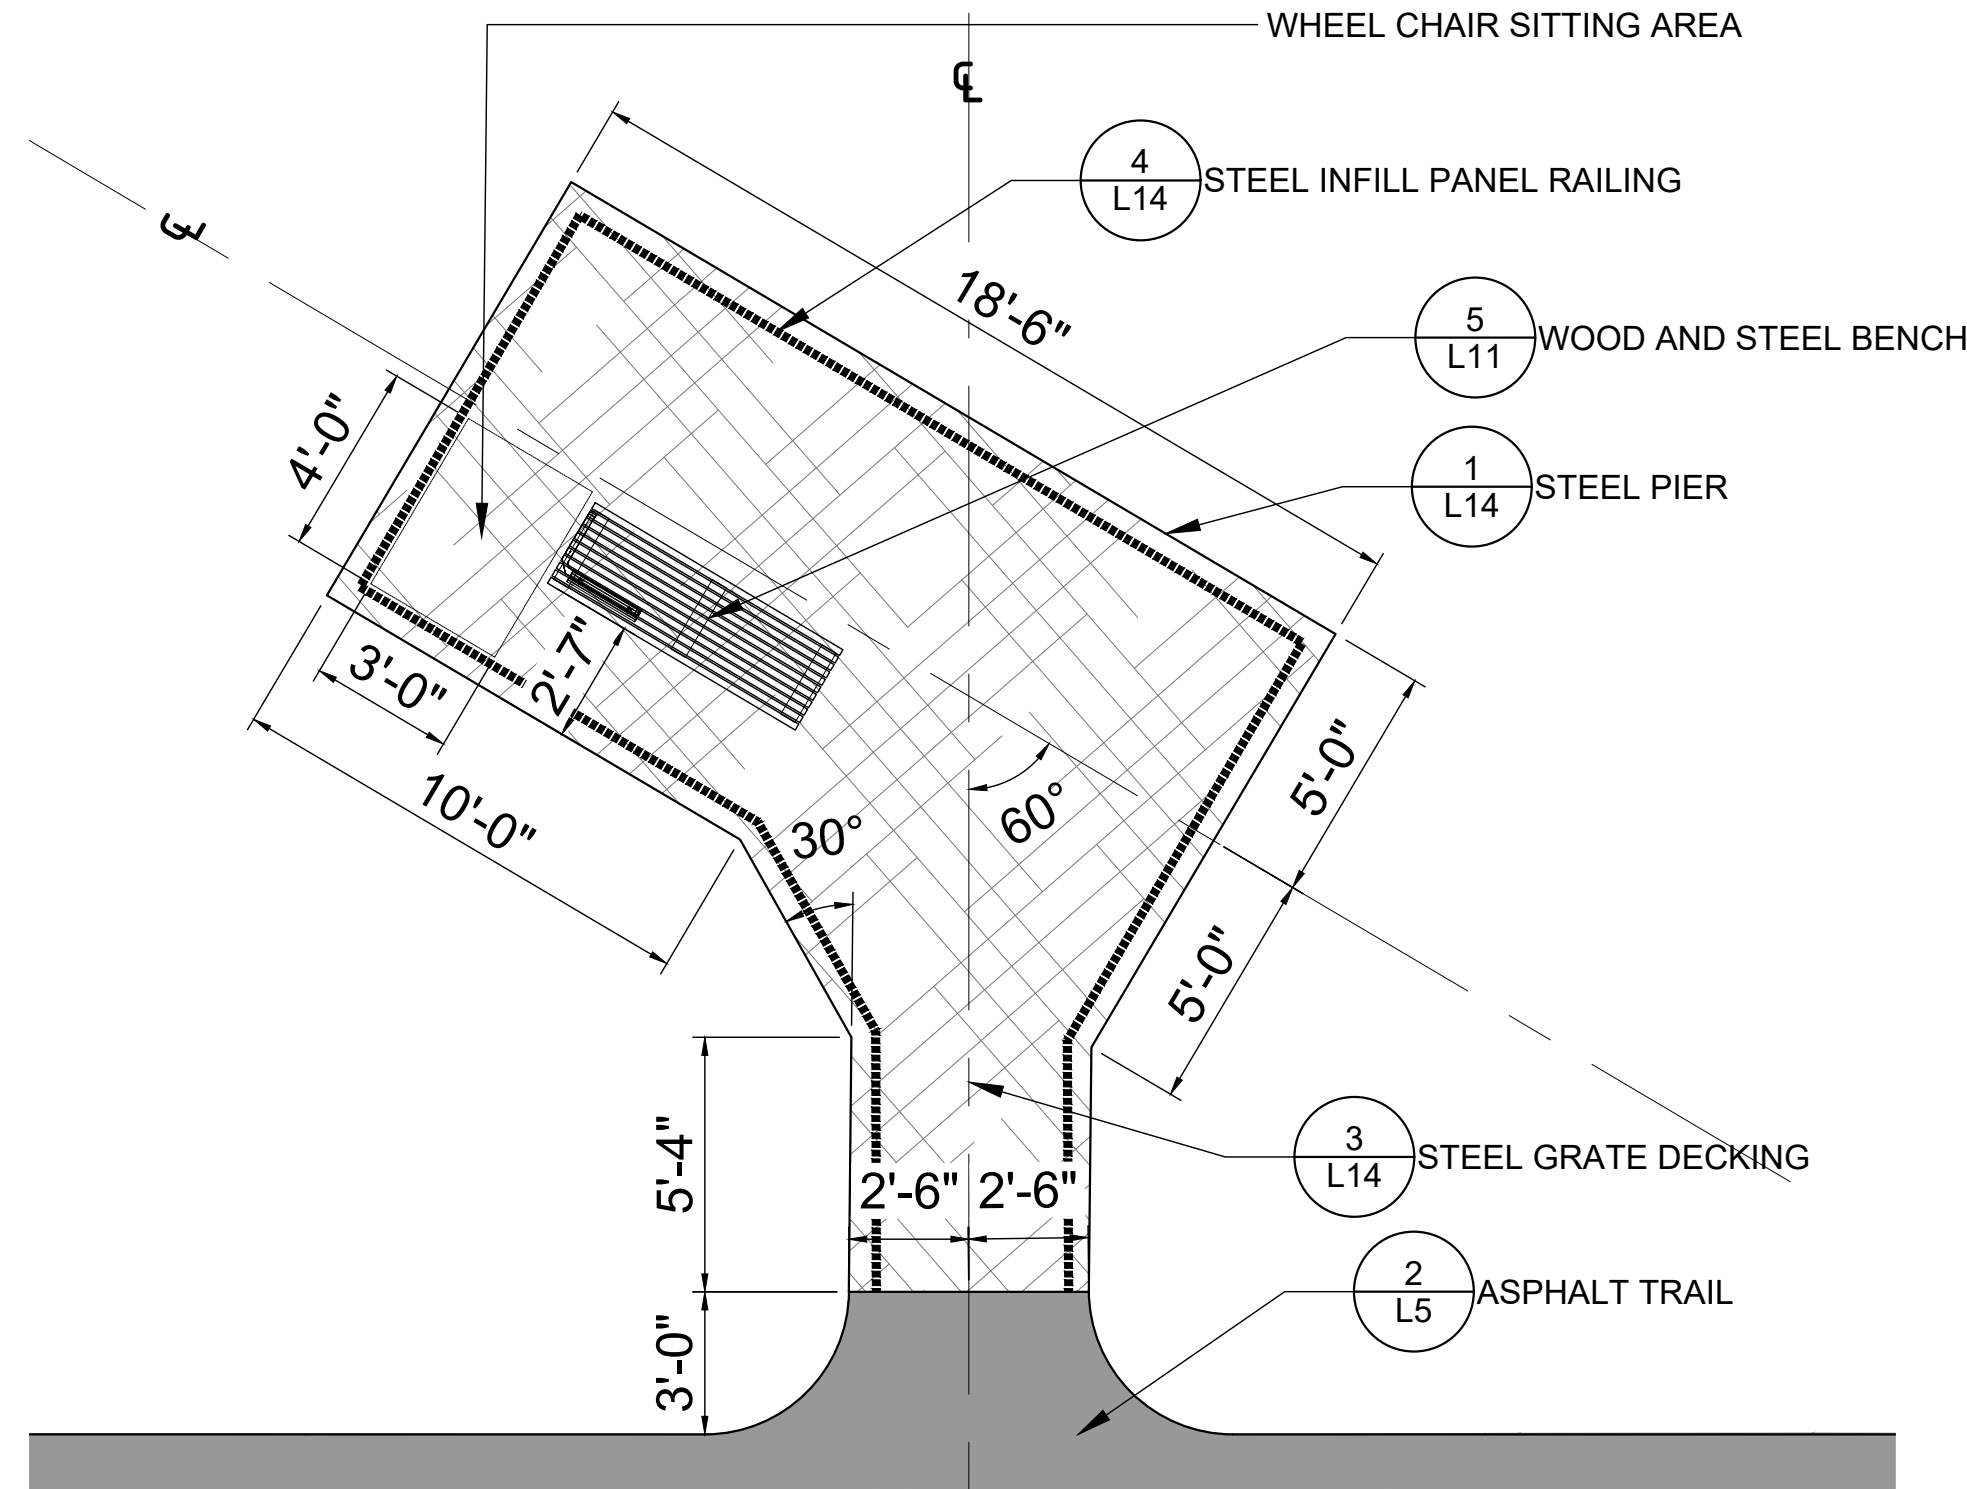 WHEEL CHAIR SITTING AREA
℄
4
L14
STEEL INFILL PANEL RAILING
℄
18'-6"
5
L11
WOOD AND STEEL BENCH
4'-0"
1
L14
STEEL PIER
3'-0"
2'-7"
10'-0"
30°
60°
5'-0"
5'-0"
3
L14
STEEL GRATE DECKING
5'-4"
2'-6" 2'-6"
2
L5
ASPHALT TRAIL
3'-0"